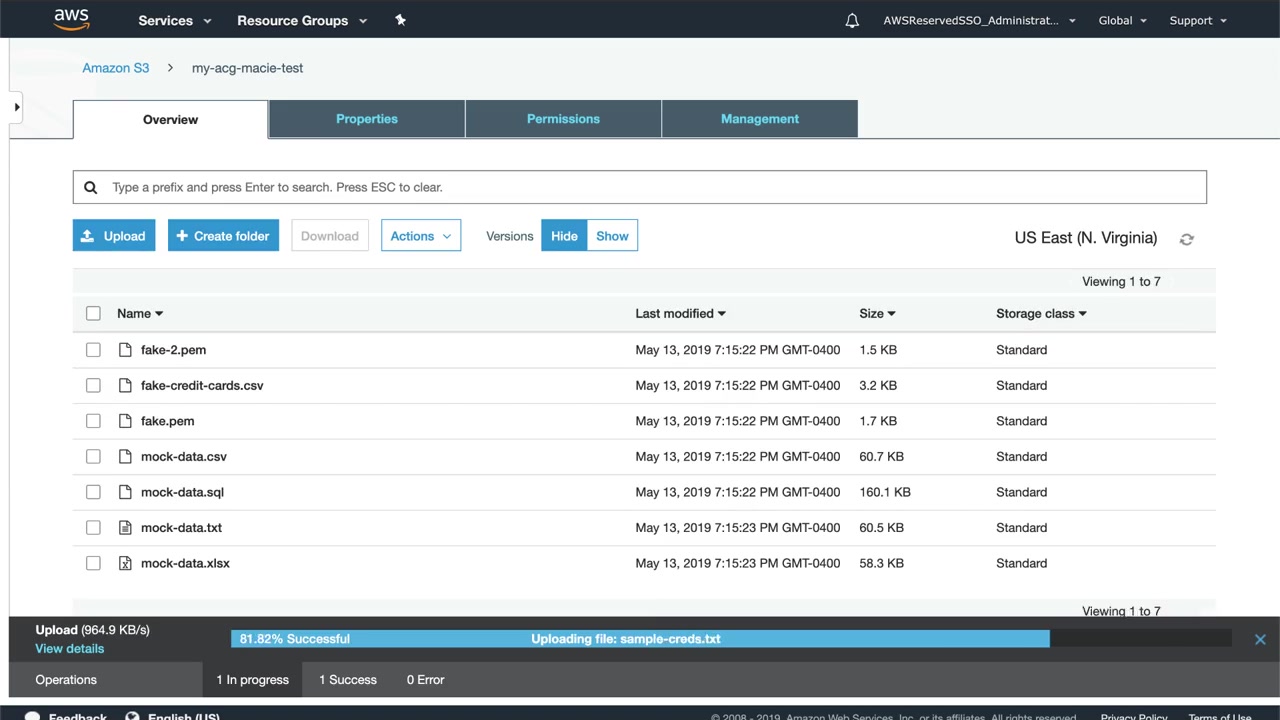 aws
Services
Resource Groups
AWSReservedSSO_Administrat...
Global
Support
Amazon S3
my-acg-macie-test
Overview
Properties
Permissions
Management
Type a prefix and press Enter to search. Press ESC to clear.
Upload
+ Create folder
Download
Actions
Versions
Hide
Show
US East (N. Virginia)
Viewing 1 to 7
Name
Last modified
Size
Storage class
fake-2.pem May 13, 2019 7:15:22 PM GMT-0400 1.5 KB Standard
fake-credit-cards.csv May 13, 2019 7:15:22 PM GMT-0400 3.2 KB Standard
fake.pem May 13, 2019 7:15:22 PM GMT-0400 1.7 KB Standard
mock-data.csv May 13, 2019 7:15:22 PM GMT-0400 60.7 KB Standard
mock-data.sql May 13, 2019 7:15:22 PM GMT-0400 160.1 KB Standard
mock-data.txt May 13, 2019 7:15:23 PM GMT-0400 60.5 KB Standard
mock-data.xlsx May 13, 2019 7:15:23 PM GMT-0400 58.3 KB Standard
Viewing 1 to 7
Upload (964.9 KB/s)
81.82% Successful
Uploading file: sample-creds.txt
View details
Operations
1 In progress
1 Success
0 Error
Feedback
English (US)
© 2008 - 2019, Amazon Web Services, Inc. or its affiliates. All rights reserved.
Privacy Policy
Terms of Use